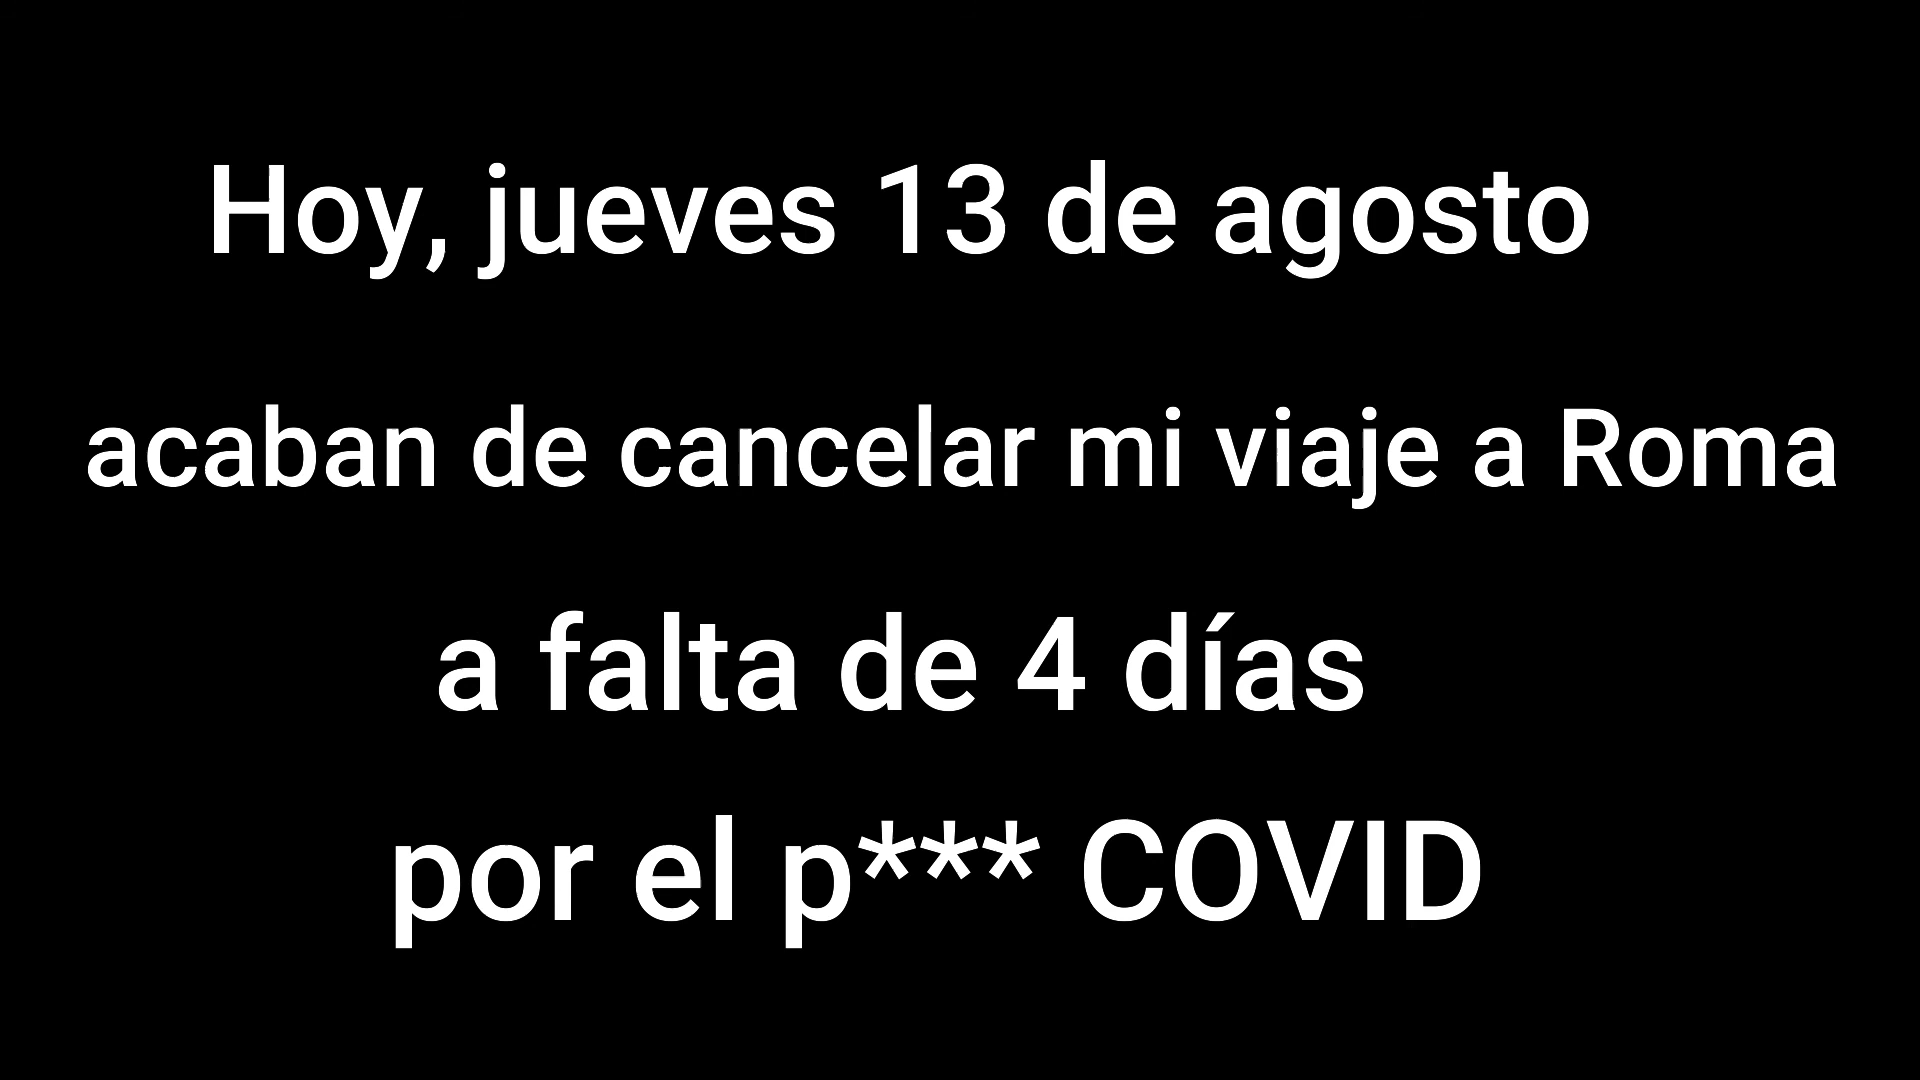 Hoy, jueves 13 de agosto
acaban de cancelar mi viaje a Roma
a falta de 4 días
por el p*** COVID